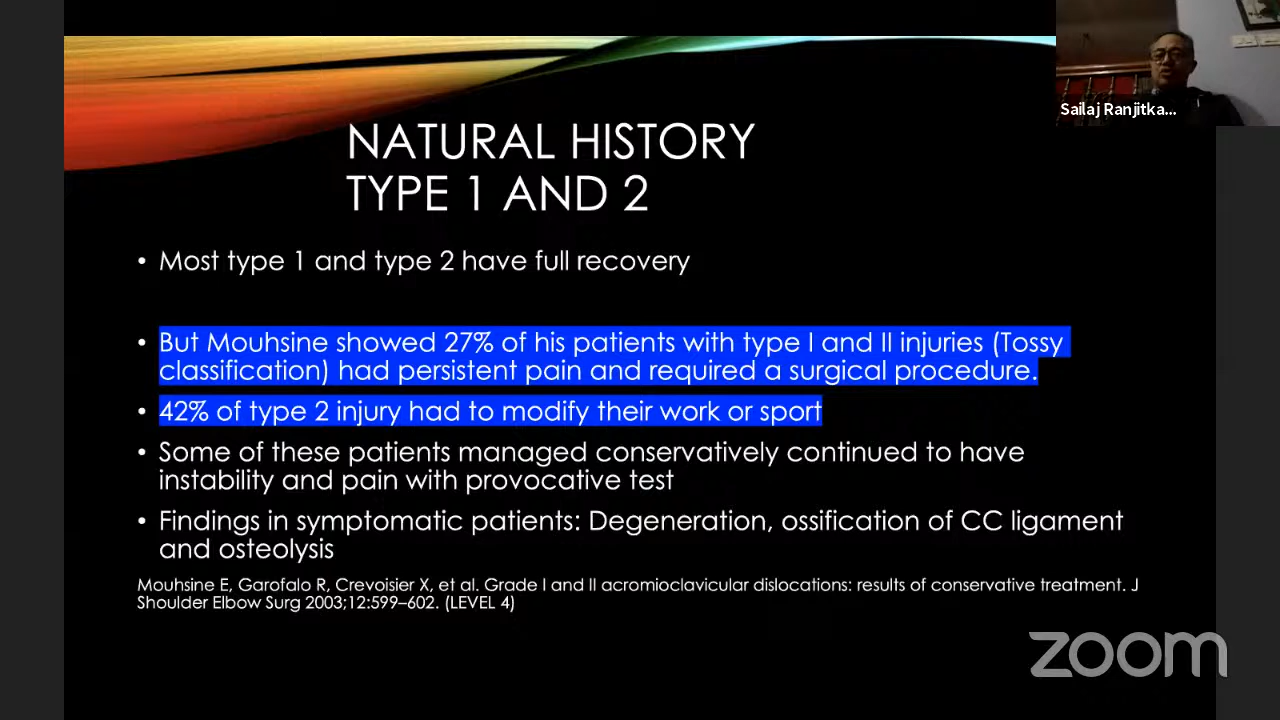 Sailaj Ranjitka...
NATURAL HISTORY
TYPE 1 AND 2
• Most type 1 and type 2 have full recovery
• But Mouhsine showed 27% of his patients with type I and II injuries (Tossy
classification) had persistent pain and required a surgical procedure.
• 42% of type 2 injury had to modify their work or sport
• Some of these patients managed conservatively continued to have
instability and pain with provocative test
• Findings in symptomatic patients: Degeneration, ossification of CC ligament
and osteolysis
Mouhsine E, Garofalo R, Crevoisier X, et al. Grade I and II acromioclavicular dislocations: results of conservative treatment. J
Shoulder Elbow Surg 2003;12:599–602. (LEVEL 4)
zoom